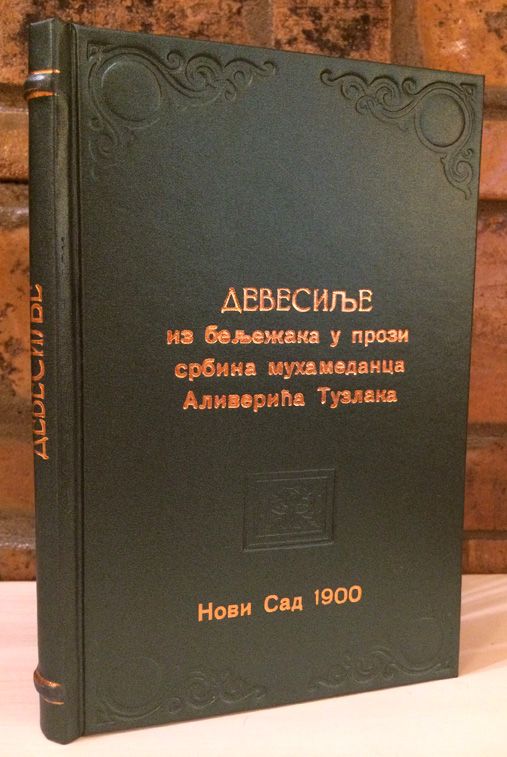 ДЕВЕСИЉЕ
ДЕВЕСИЉЕ
из бељежака у прози
србина мухамеданца
Аливерића Тузлака
Нови Сад 1900